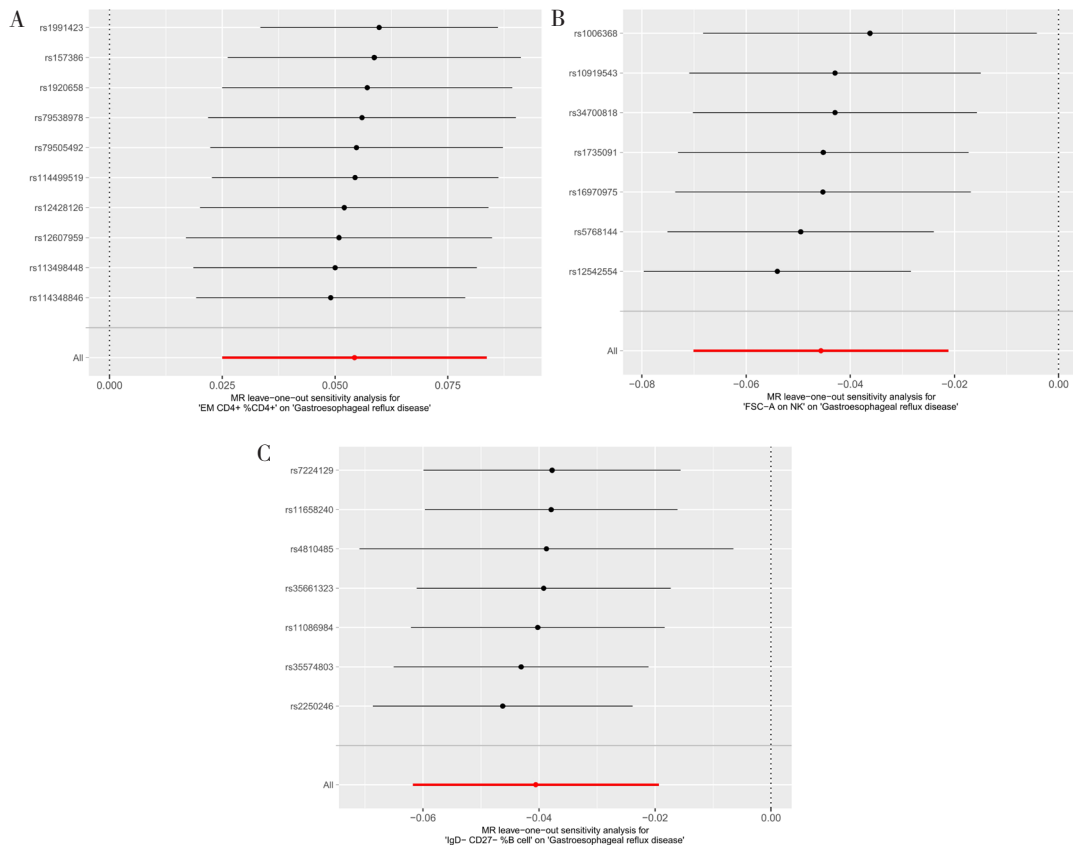 A
rs1991423
rs157386
rs1920658
rs79538978
rs79505492
rs114499519
rs12428126
rs12607959
rs113498448
rs114348846
All
0.000 0.025 0.050 0.075
MR leave−one−out sensitivity analysis for
'EM CD4+ %CD4+' on 'Gastroesophageal reflux disease'
B
rs1006368
rs10919543
rs34700818
rs1735091
rs16970975
rs5768144
rs12542554
All
−0.08 −0.06 −0.04 −0.02 0.00
MR leave−one−out sensitivity analysis for
'FSC−A on NK' on 'Gastroesophageal reflux disease'
C
rs7224129
rs11658240
rs4810485
rs35661323
rs11086984
rs35574803
rs2250246
All
−0.06 −0.04 −0.02 0.00
MR leave−one−out sensitivity analysis for
'IgD− CD27− %B cell' on 'Gastroesophageal reflux disease'